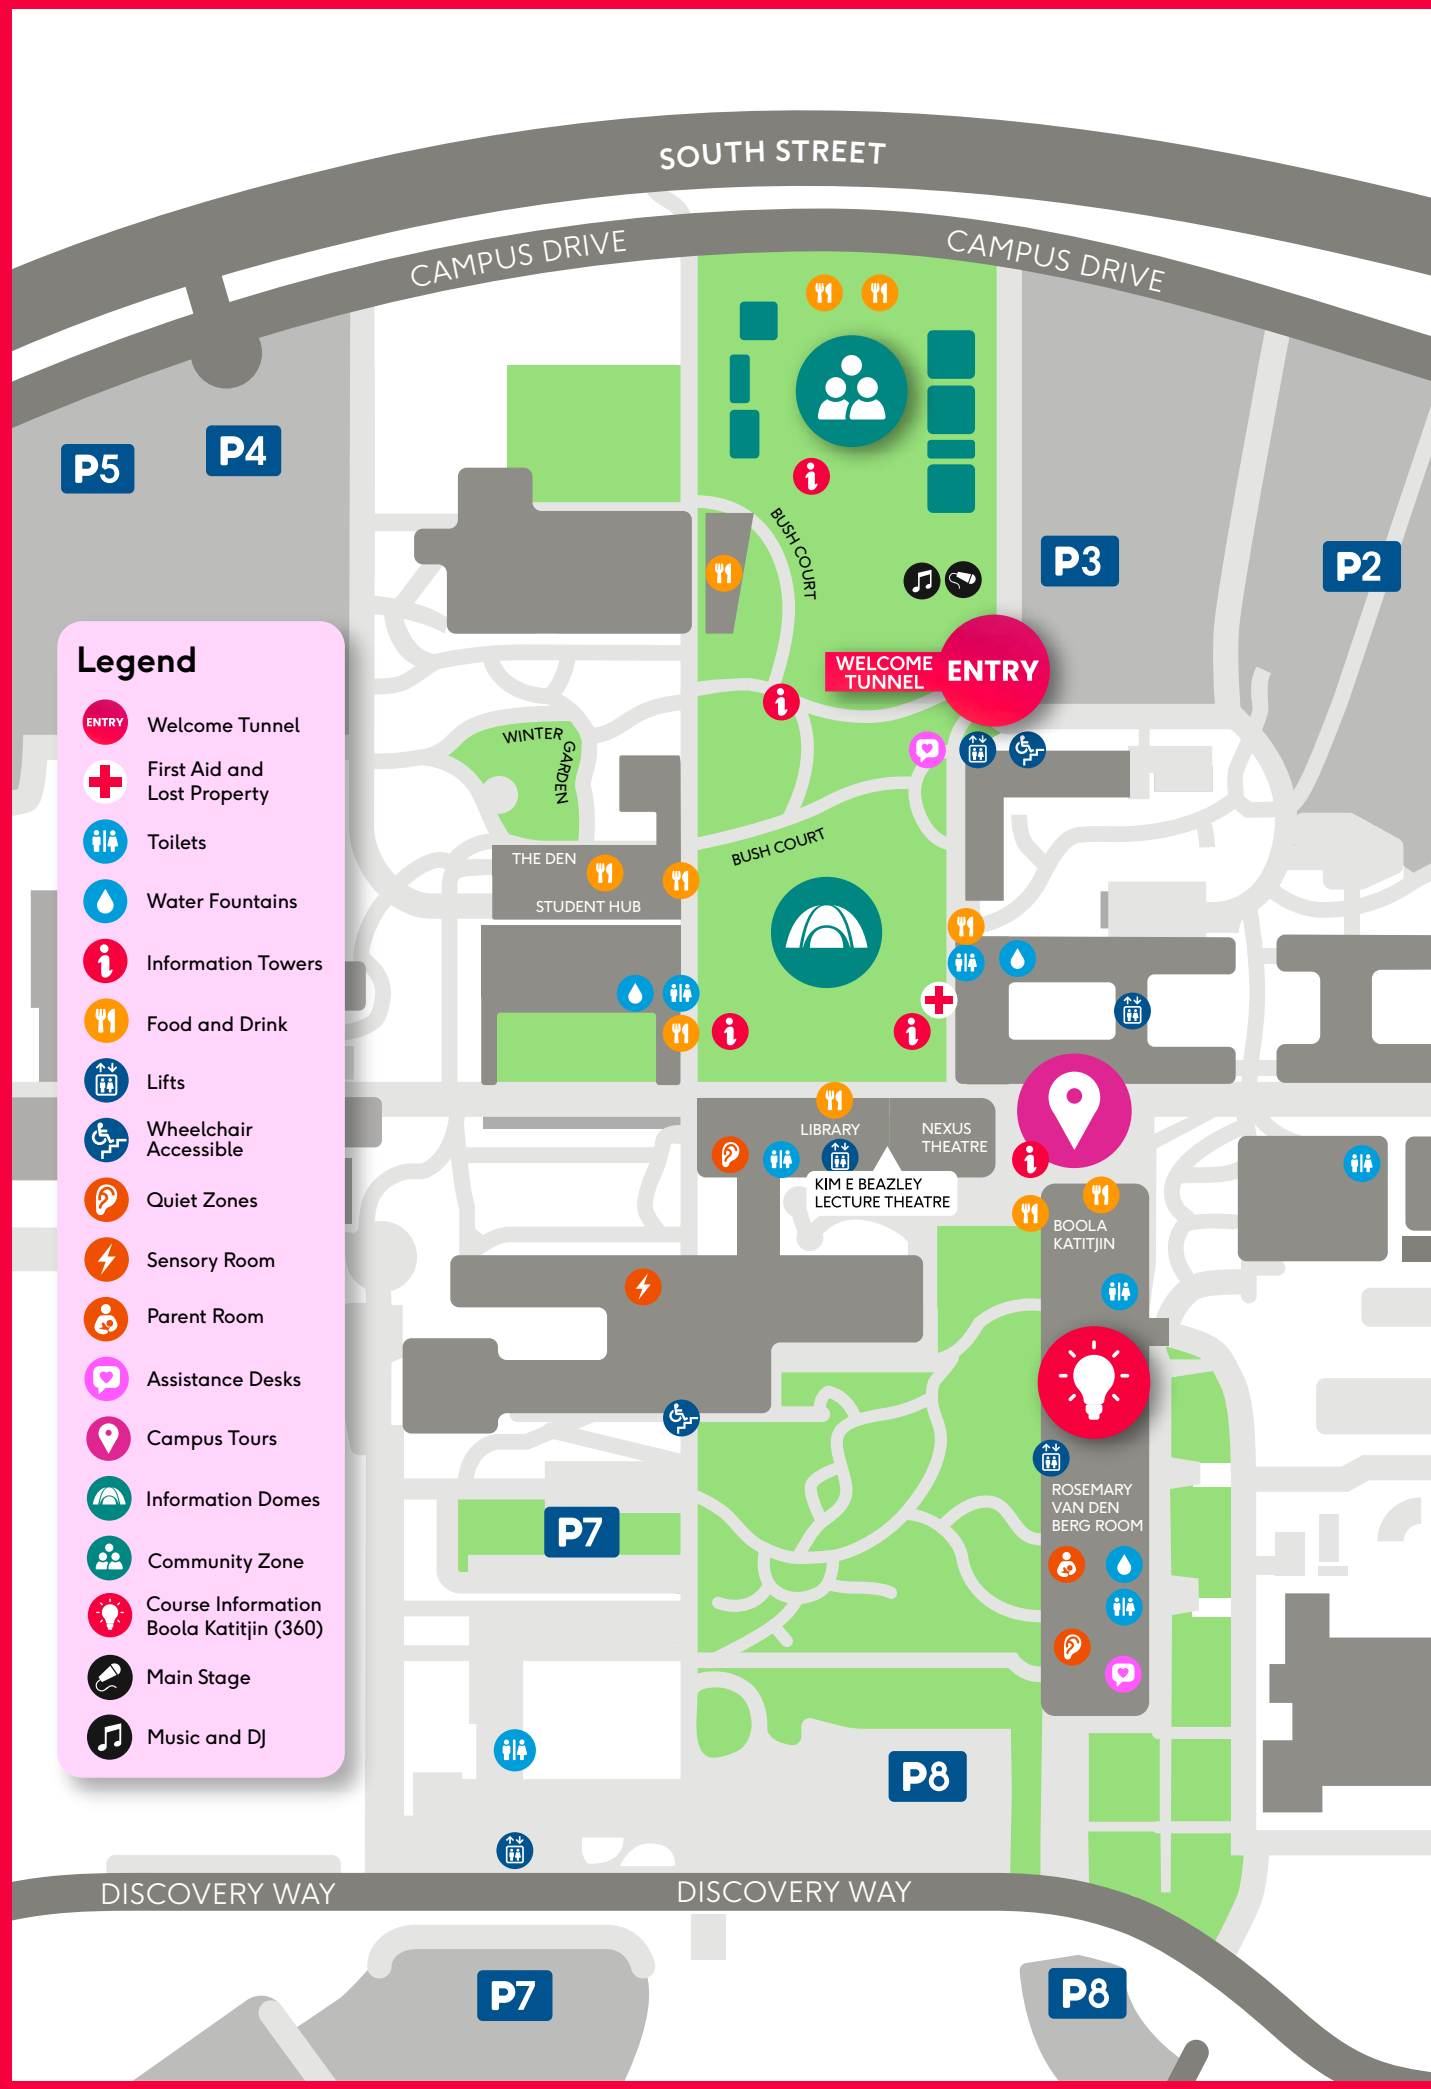 SOUTH STREET
CAMPUS DRIVE
CAMPUS DRIVE
P5
P4
P3
P2
BUSH COURT
WELCOME
TUNNEL
ENTRY
WINTER GARDEN
BUSH COURT
THE DEN
STUDENT HUB
LIBRARY
NEXUS
THEATRE
KIM E BEAZLEY
LECTURE THEATRE
BOOLA
KATITJIN
ROSEMARY
VAN DEN
BERG ROOM
P7
P8
DISCOVERY WAY
DISCOVERY WAY
P7
P8
Legend
ENTRY
Welcome Tunnel
First Aid and
Lost Property
Toilets
Water Fountains
Information Towers
Food and Drink
Lifts
Wheelchair
Accessible
Quiet Zones
Sensory Room
Parent Room
Assistance Desks
Campus Tours
Information Domes
Community Zone
Course Information
Boola Katitjin (360)
Main Stage
Music and DJ